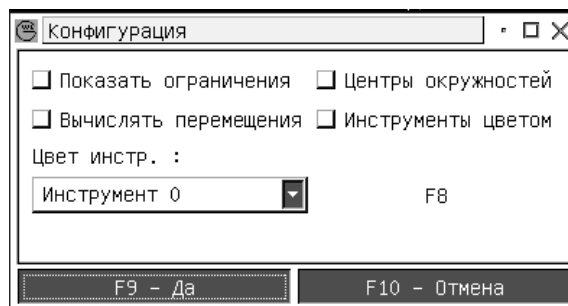 Конфигурация
Показать ограничения Центры окружностей
Вычислять перемещения Инструменты цветом
Цвет инстр. :
Инструмент 0 F8
F9 - Да F10 - Отмена